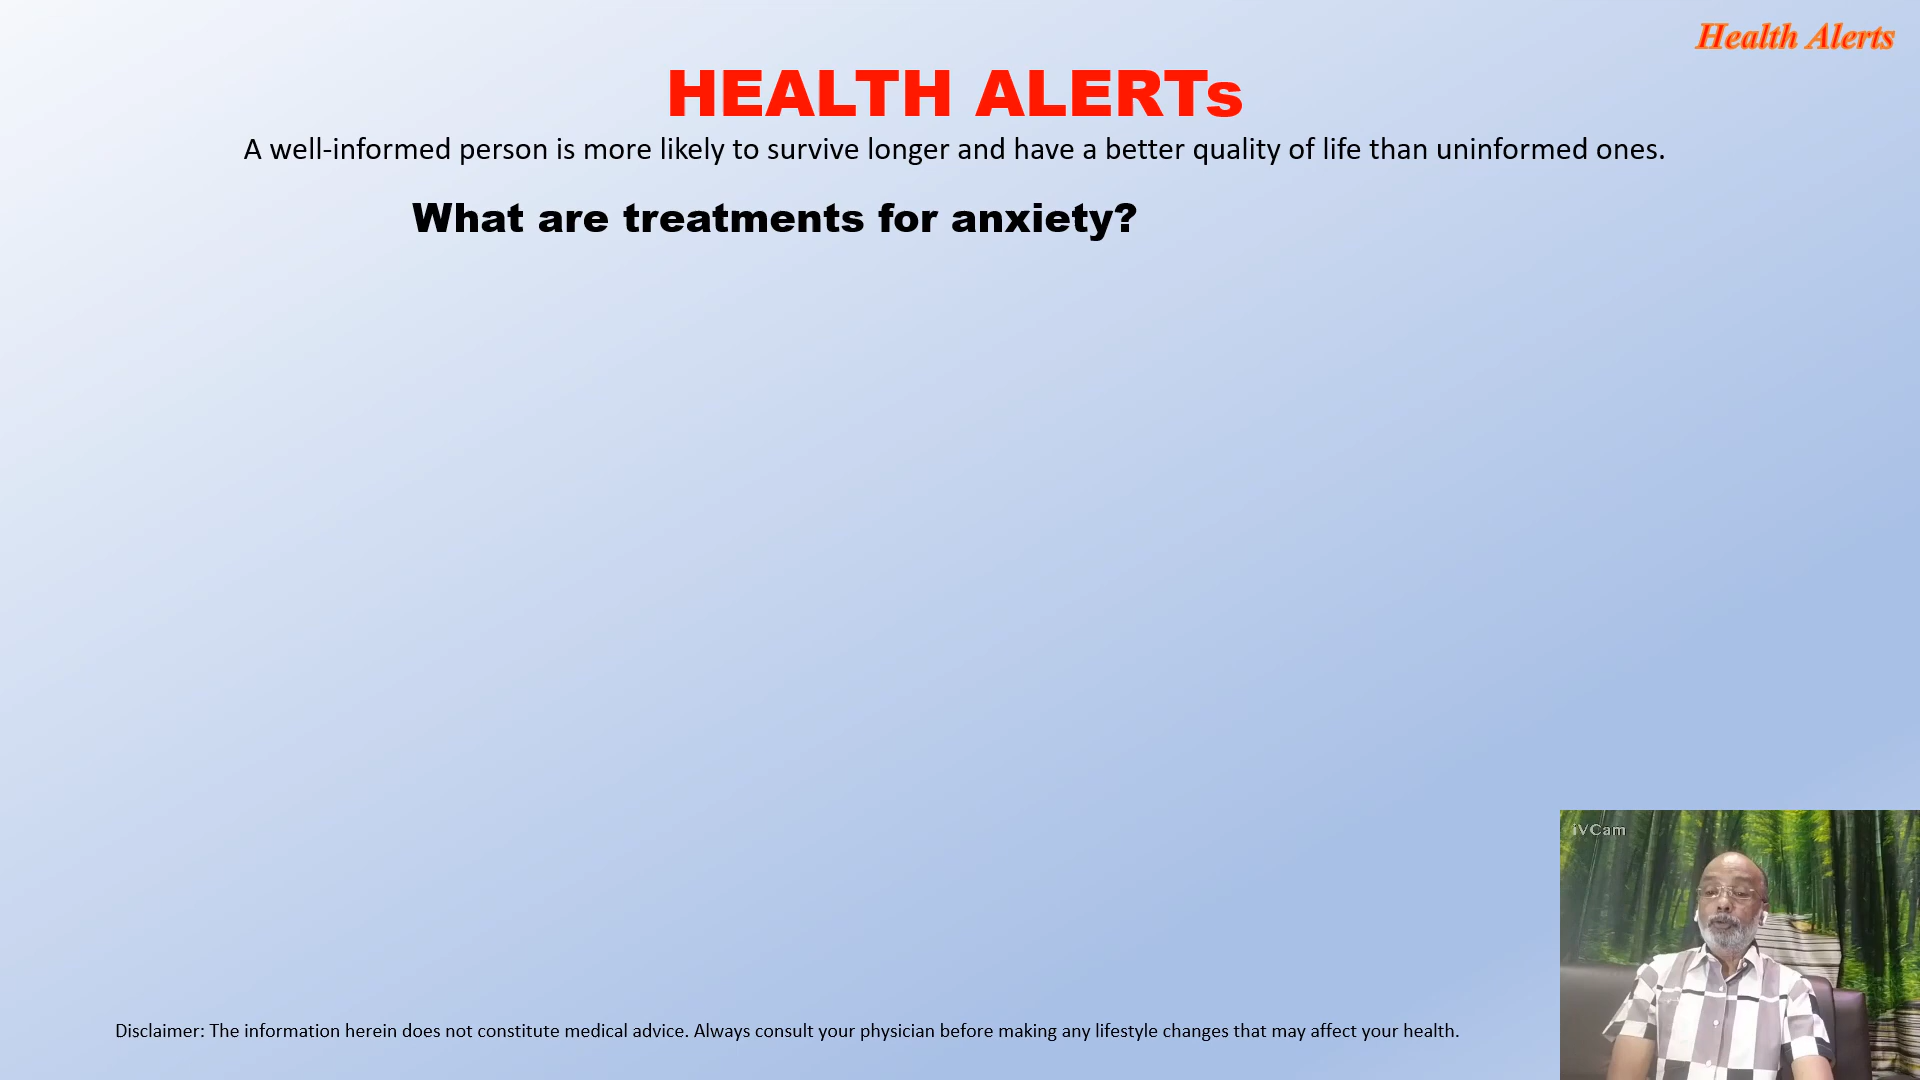 Health Alerts
HEALTH ALERTs
A well-informed person is more likely to survive longer and have a better quality of life than uninformed ones.
What are treatments for anxiety?
iVCam
Disclaimer: The information herein does not constitute medical advice. Always consult your physician before making any lifestyle changes that may affect your health.